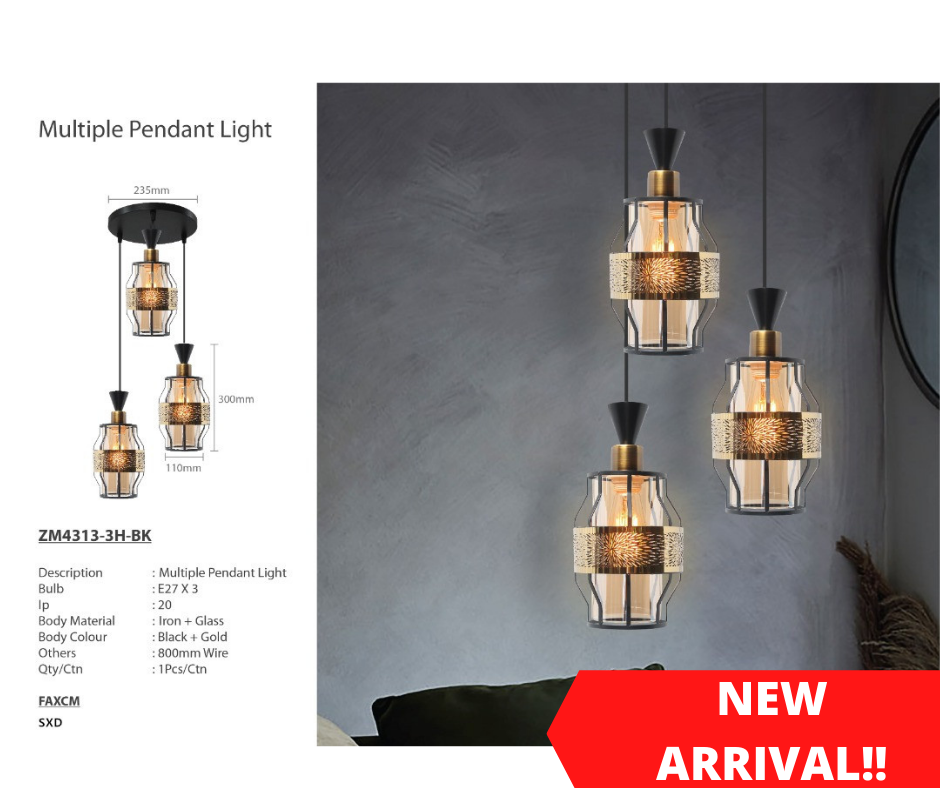 Multiple Pendant Light
235mm
300mm
110mm
ZM4313-3H-BK
Description : Multiple Pendant Light
Bulb : E27 X 3
Ip : 20
Body Material : Iron + Glass
Body Colour : Black + Gold
Others : 800mm Wire
Qty/Ctn : 1Pcs/Ctn
FAXCM
SXD
NEW
ARRIVAL!!